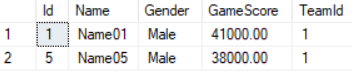 Id Name Gender GameScore TeamId
1 1 Name01 Male 41000.00 1
2 5 Name05 Male 38000.00 1